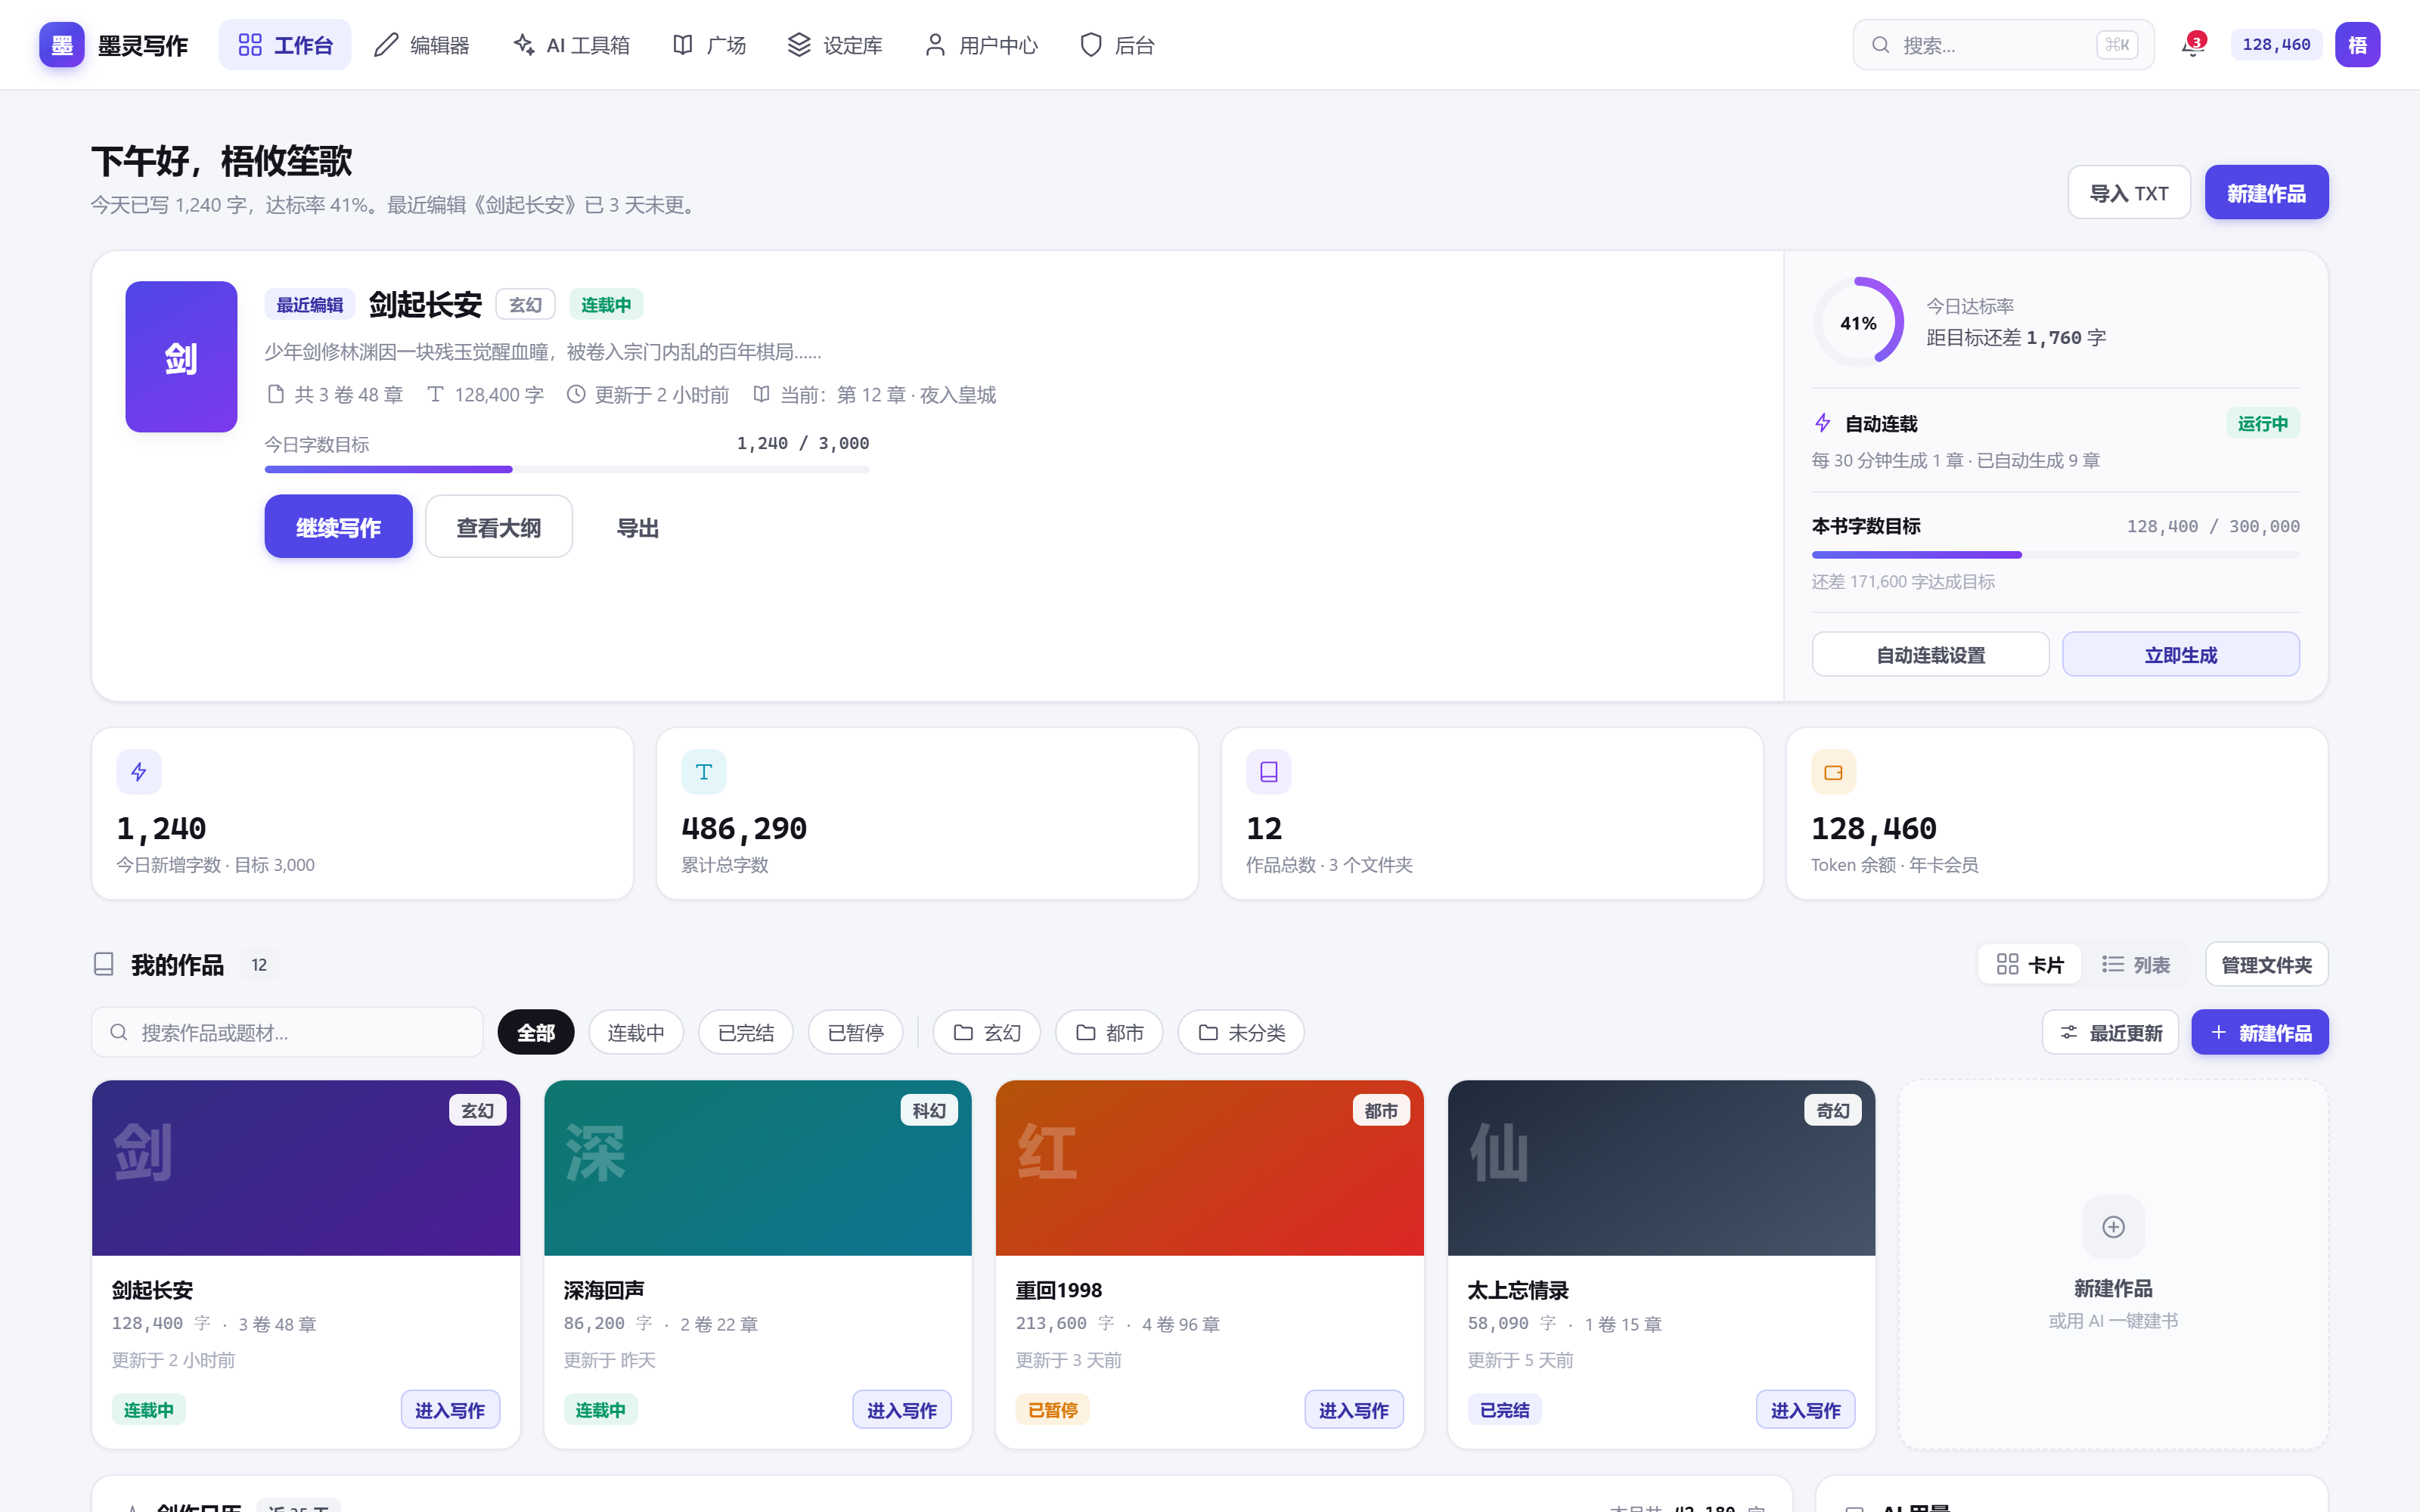 墨 墨灵写作 工作台 编辑器 AI 工具箱 广场 设定库 用户中心 后台 搜索... ⌘K 3 128,460 梧
下午好，梧攸笙歌
今天已写 1,240 字，达标率 41%。最近编辑《剑起长安》已 3 天未更。
导入 TXT 新建作品
剑
最近编辑 剑起长安 玄幻 连载中
少年剑修林渊因一块残玉觉醒血瞳，被卷入宗门内乱的百年棋局……
共 3 卷 48 章 128,400 字 更新于 2 小时前 当前：第 12 章 · 夜入皇城
今日字数目标 1,240 / 3,000
继续写作 查看大纲 导出
41%
今日达标率
距目标还差 1,760 字
自动连载 运行中
每 30 分钟生成 1 章 · 已自动生成 9 章
本书字数目标 128,400 / 300,000
还差 171,600 字达成目标
自动连载设置 立即生成
1,240
今日新增字数 · 目标 3,000
486,290
累计总字数
12
作品总数 · 3 个文件夹
128,460
Token 余额 · 年卡会员
我的作品 12 卡片 列表 管理文件夹
搜索作品或题材... 全部 连载中 已完结 已暂停 玄幻 都市 未分类 最近更新 新建作品
剑 玄幻
剑起长安
128,400 字 · 3 卷 48 章
更新于 2 小时前
连载中 进入写作
深 科幻
深海回声
86,200 字 · 2 卷 22 章
更新于 昨天
连载中 进入写作
红 都市
重回1998
213,600 字 · 4 卷 96 章
更新于 3 天前
已暂停 进入写作
仙 奇幻
太上忘情录
58,090 字 · 1 卷 15 章
更新于 5 天前
已完结 进入写作
新建作品
或用 AI 一键建书
创作日历 近 35 天 本月共 42,180 字
AI 用量